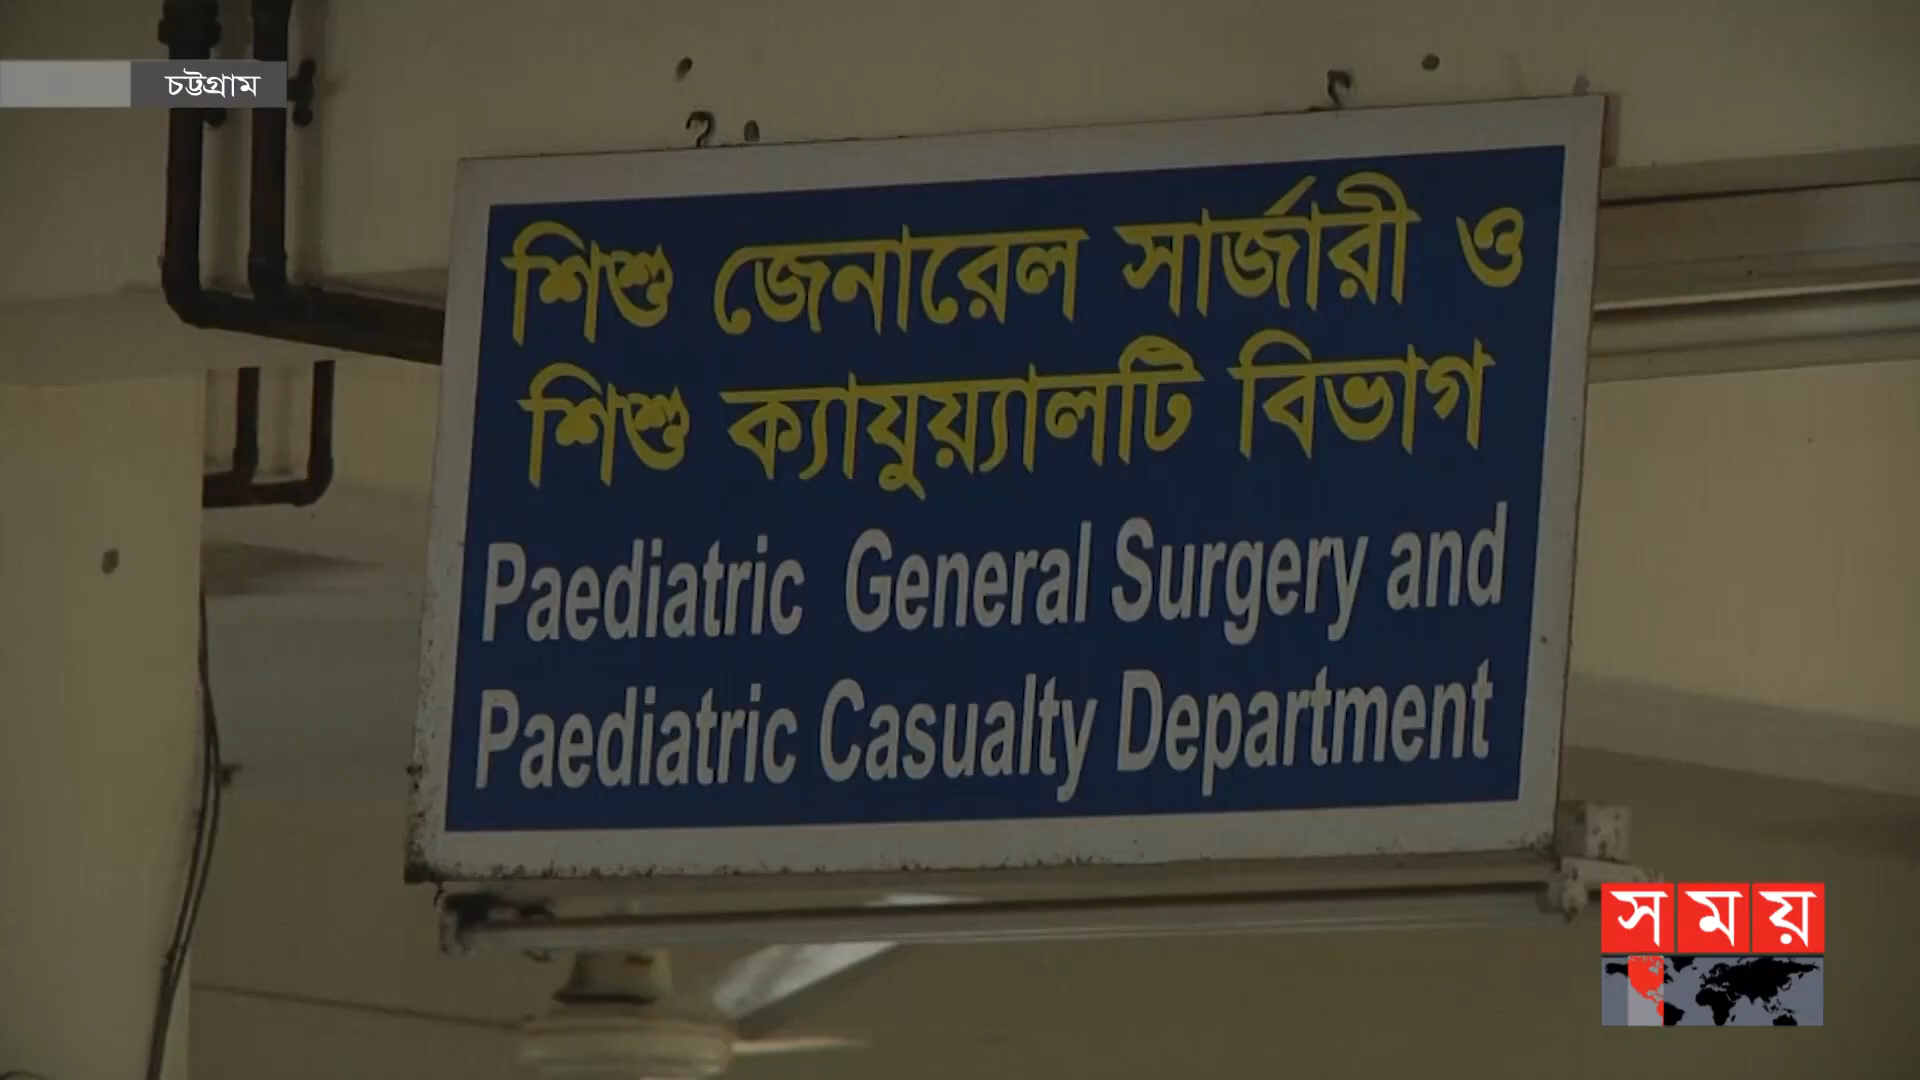 চট্টগ্রাম
শিশু জেনারেল সার্জারী ও
শিশু ক্যাযুয়্যালটি বিভাগ
Paediatric General Surgery and
Paediatric Casualty Department
সময়